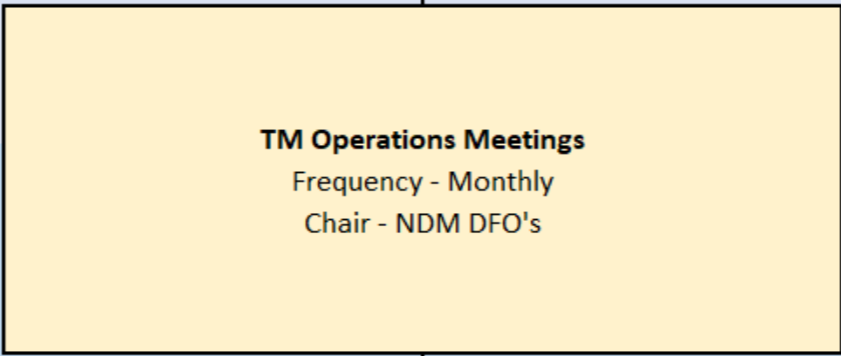 TM Operations Meetings
Frequency - Monthly
Chair - NDM DFO's